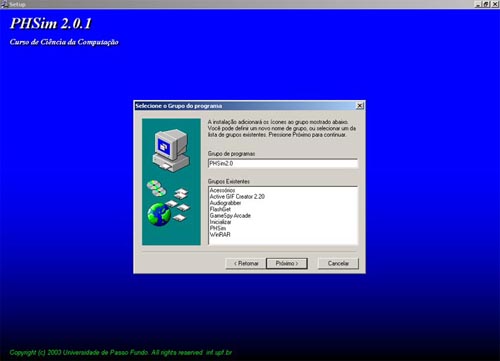 Setup
PHSim 2.0.1
Curso de Ciência da Computação
Selecione o Grupo do programa
A instalação adicionará os ícones ao grupo mostrado abaixo.
Você pode definir um novo nome de grupo, ou selecionar um da
lista de grupos existentes. Pressione Próximo para continuar.
Grupo de programas
PHSim2.0
Grupos Existentes
Acessórios
Active GIF Creator 2.20
Audiograbber
FlashGet
GameSpy Arcade
Inicializar
PHSim
WinRAR
< Retornar
Próximo >
Cancelar
Copyright (c) 2003 Universidade de Passo Fundo. All rights reserved. inf.upf.br